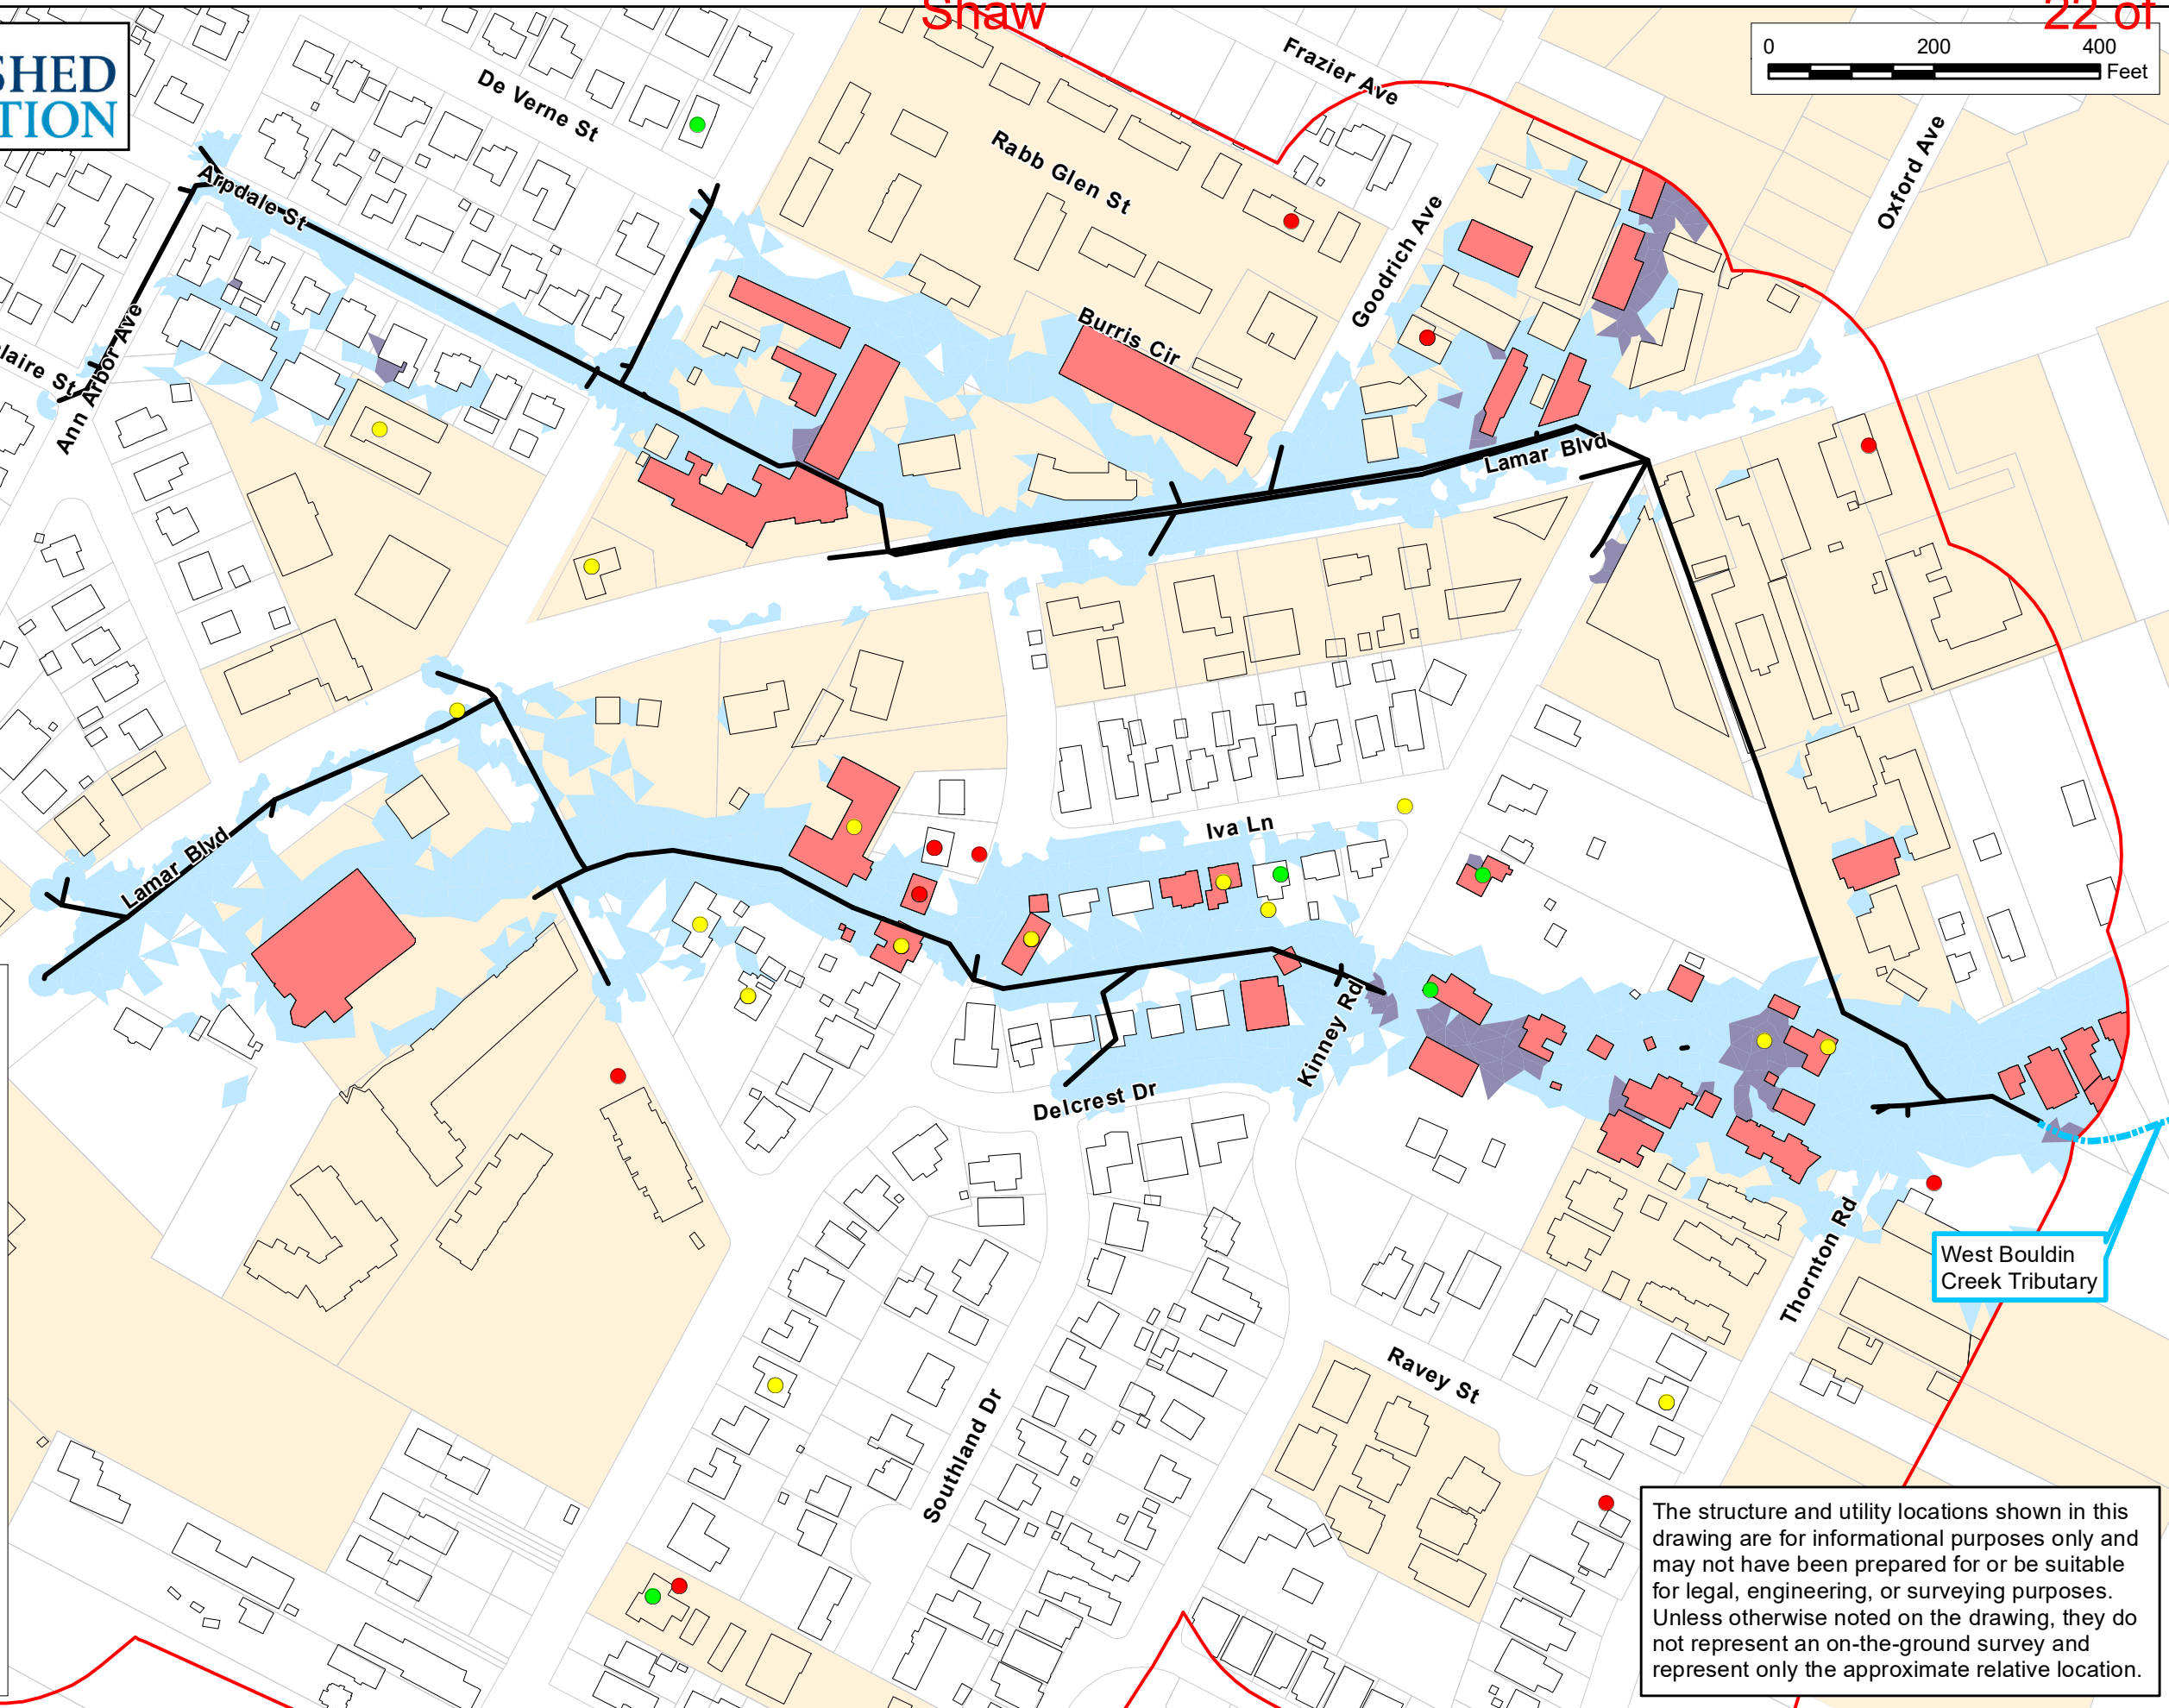 Shaw
22 of
SHED
TION
0 200 400
Feet
Frazier Ave
De Verne St
Rabb Glen St
Oxford Ave
Arpdale St
Goodrich Ave
Burris Cir
laire St
Ann Arbor Ave
Lamar Blvd
Iva Ln
Lamar Blvd
Kinney Rd
Delcrest Dr
Thornton Rd
West Bouldin
Creek Tributary
Ravey St
Southland Dr
The structure and utility locations shown in this
drawing are for informational purposes only and
may not have been prepared for or be suitable
for legal, engineering, or surveying purposes.
Unless otherwise noted on the drawing, they do
not represent an on-the-ground survey and
represent only the approximate relative location.